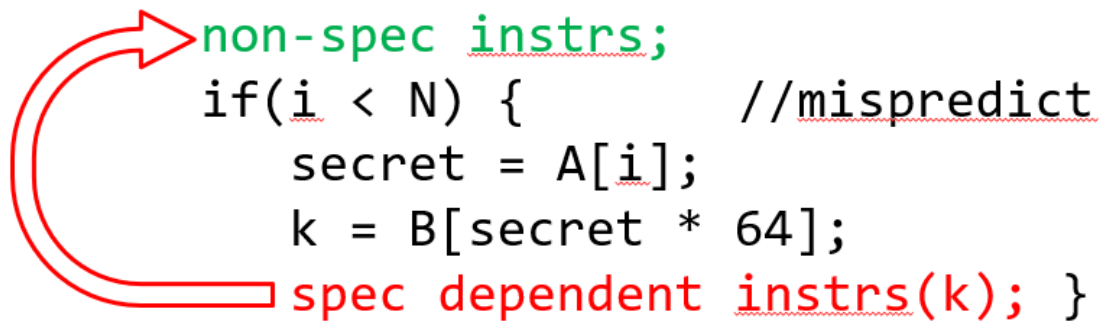 non-spec instrs;
if(i < N) { //mispredict
secret = A[i];
k = B[secret * 64];
spec dependent instrs(k); }